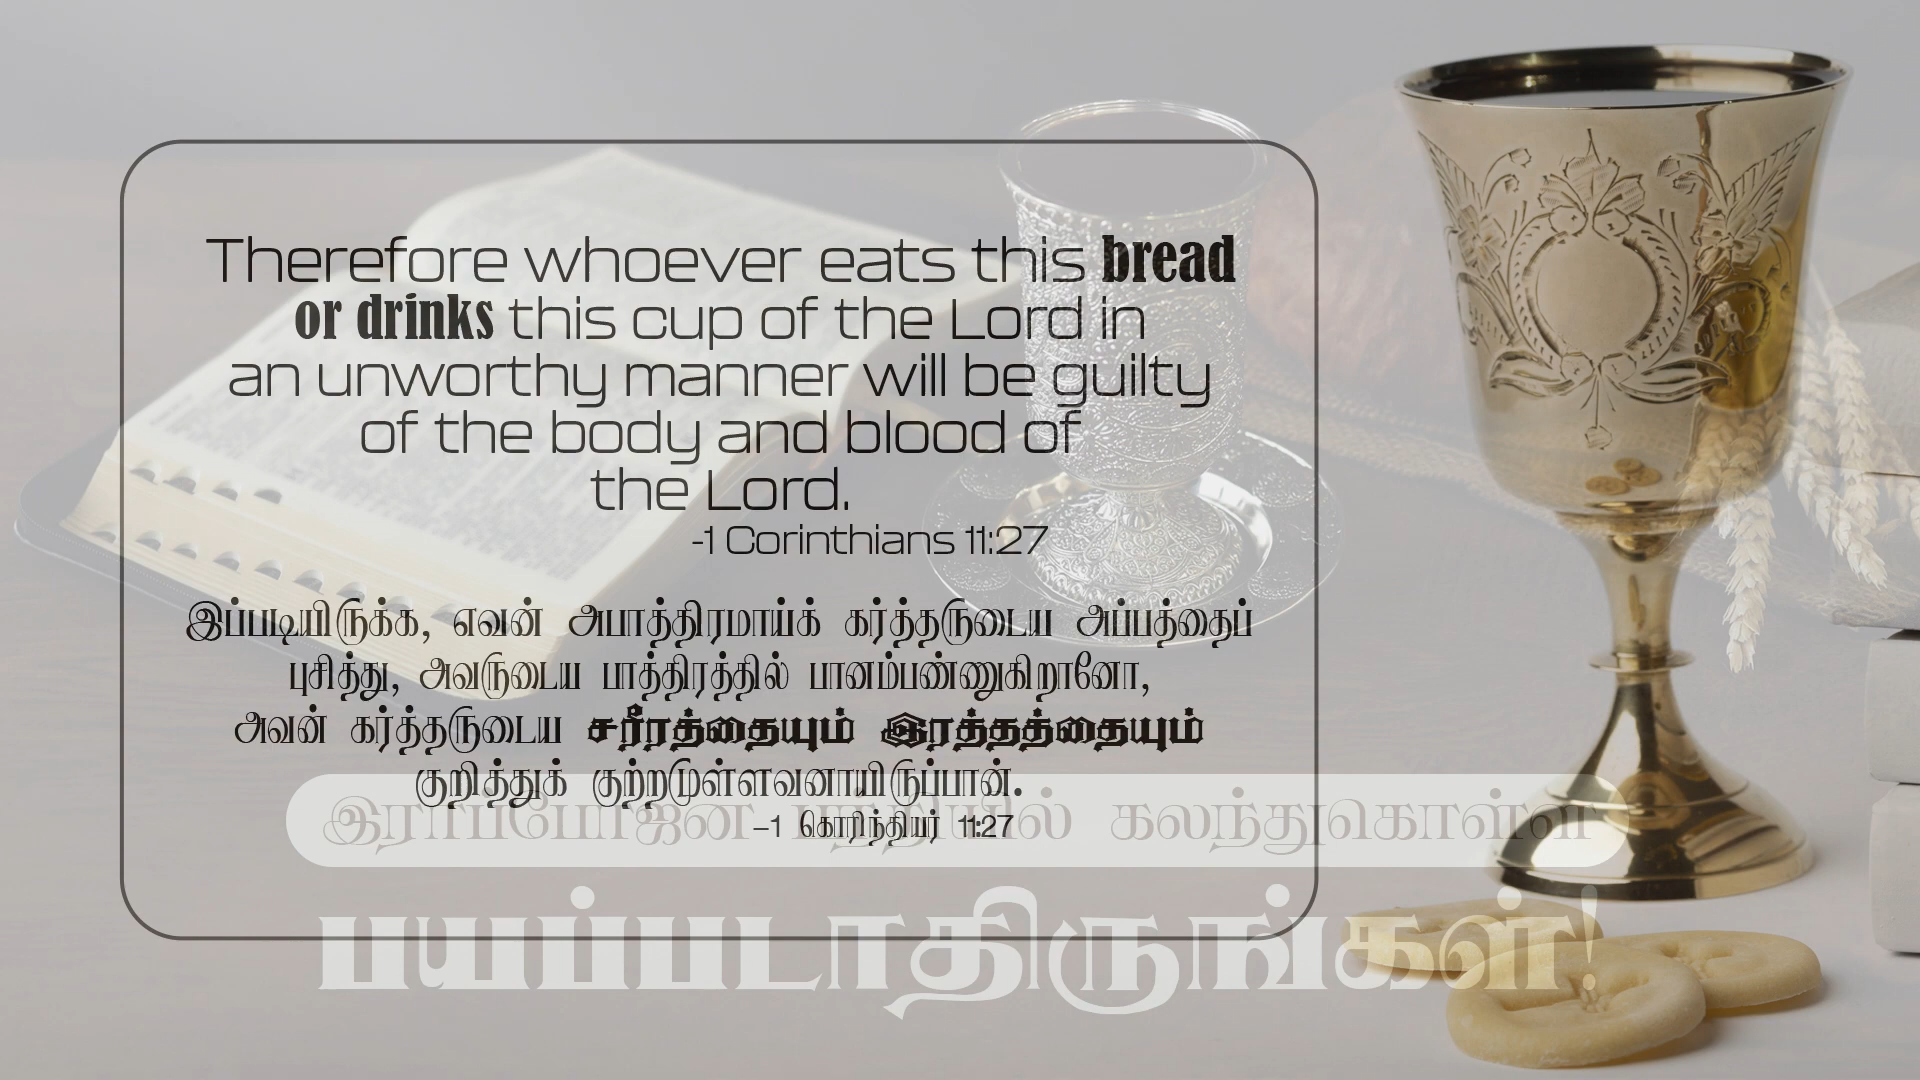 Therefore whoever eats this bread
or drinks this cup of the Lord in
an unworthy manner will be guilty
of the body and blood of
the Lord.
-1 Corinthians 11:27
இப்படியிருக்க, எவன் அபாத்திரமாய்க் கர்த்தருடைய அப்பத்தைப்
புசித்து, அவருடைய பாத்திரத்தில் பானம்பண்ணுகிறானோ,
அவன் கர்த்தருடைய சரீரத்தையும் இரத்தத்தையும்
குறித்துக் குற்றமுள்ளவனாயிருப்பான்.
-1 கொரிந்தியர் 11:27
இராப்போஜன பந்தியில் கலந்துகொள்ள
பயப்படாதிருங்கள்!